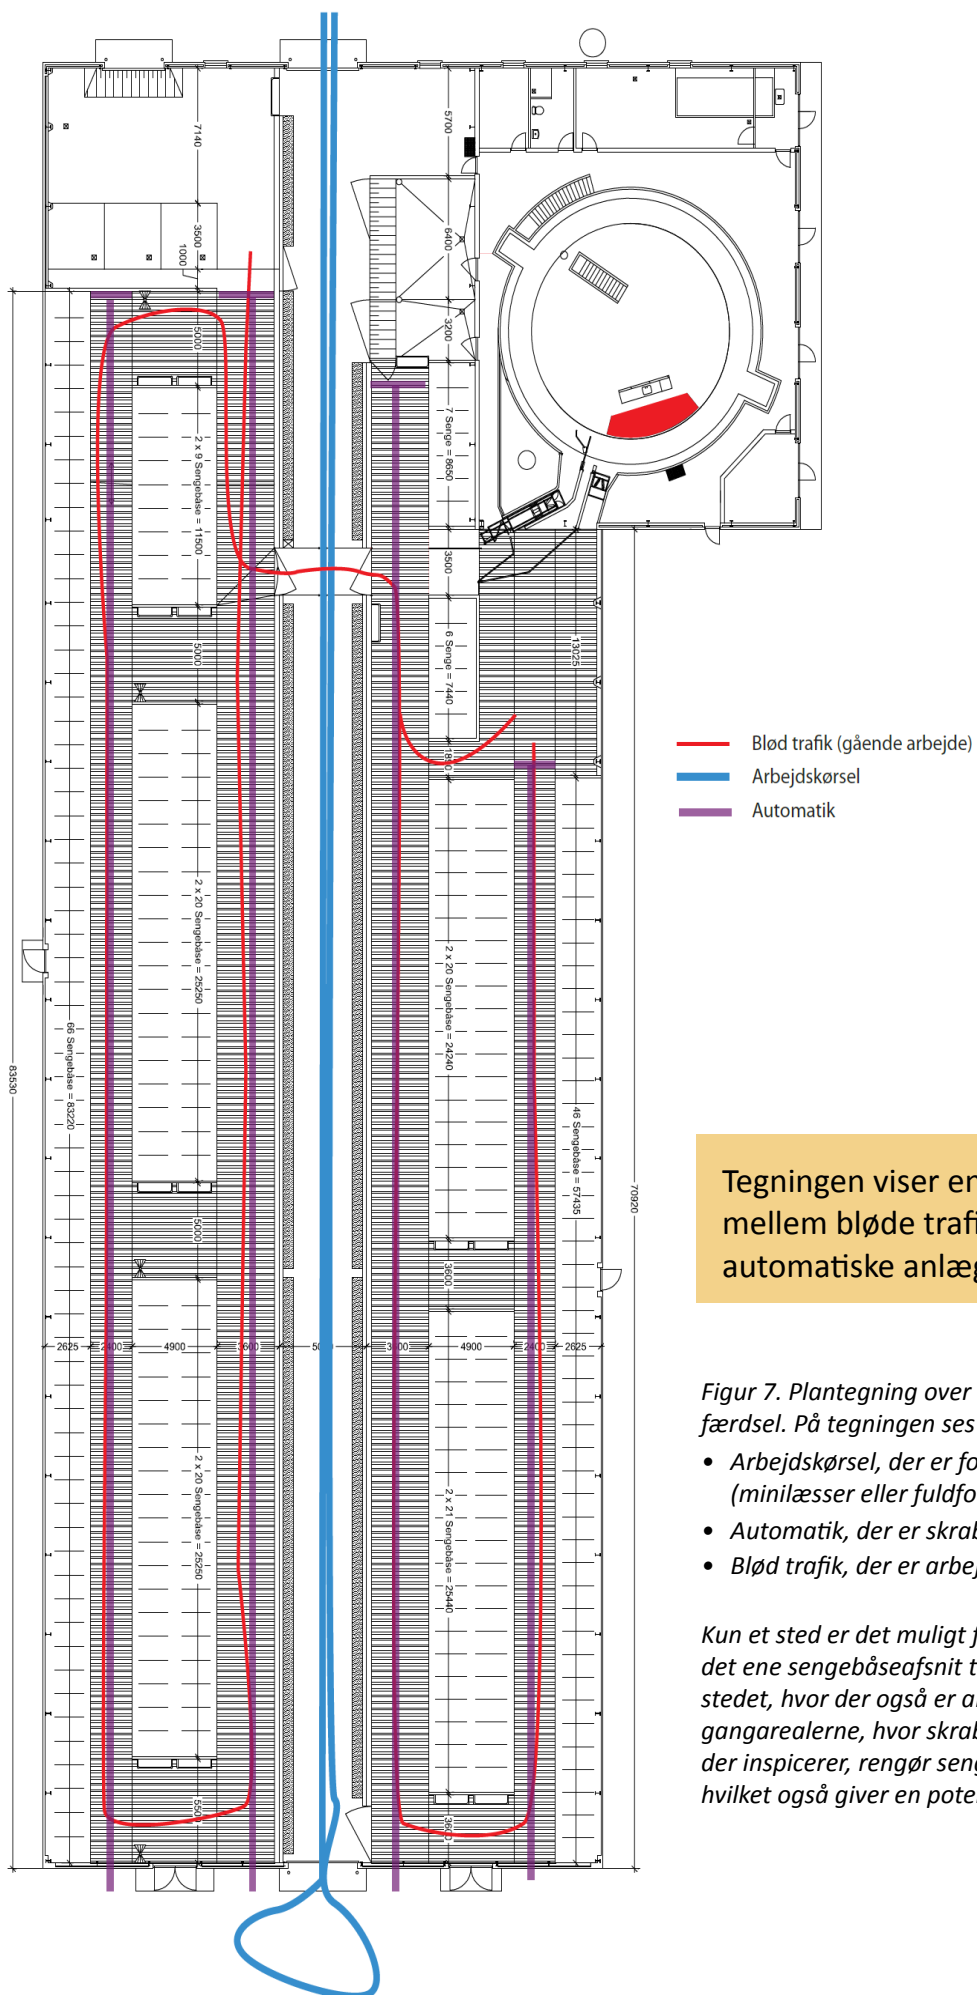 7140
3500
1000
5700
6400
3200
5000
2 x 9 Sengebåse = 11500
7 Senge = 8650
3500
6 Senge = 7440
13025
5000
1800
2 x 20 Sengebåse = 25250
2 x 20 Sengebåse = 24240
66 Sengebåse = 83220
83530
46 Sengebåse = 57435
70920
5000
3600
2625
2400
4900
3600
3600
4900
2400
2625
2 x 20 Sengebåse = 25250
2 x 21 Sengebåse = 25440
3600
Blød trafik (gående arbejde)
Arbejdskørsel
Automatik
Tegningen viser en
mellem bløde trafi
automatiske anlæg
Figur 7. Plantegning over
færdsel. På tegningen ses
• Arbejdskørsel, der er fo
(minilæsser eller fuldfo
• Automatik, der er skrab
• Blød trafik, der er arbej
Kun et sted er det muligt f
det ene sengebåseafsnit t
stedet, hvor der også er ar
gangarealerne, hvor skrab
der inspicerer, rengør seng
hvilket også giver en poten